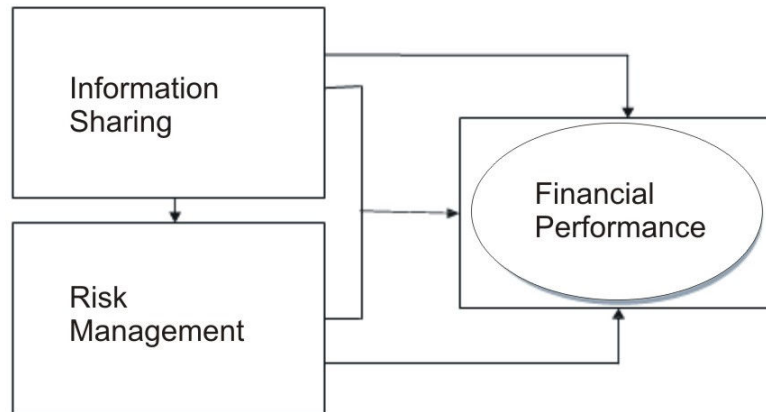 Information
Sharing
Financial
Performance
Risk
Management